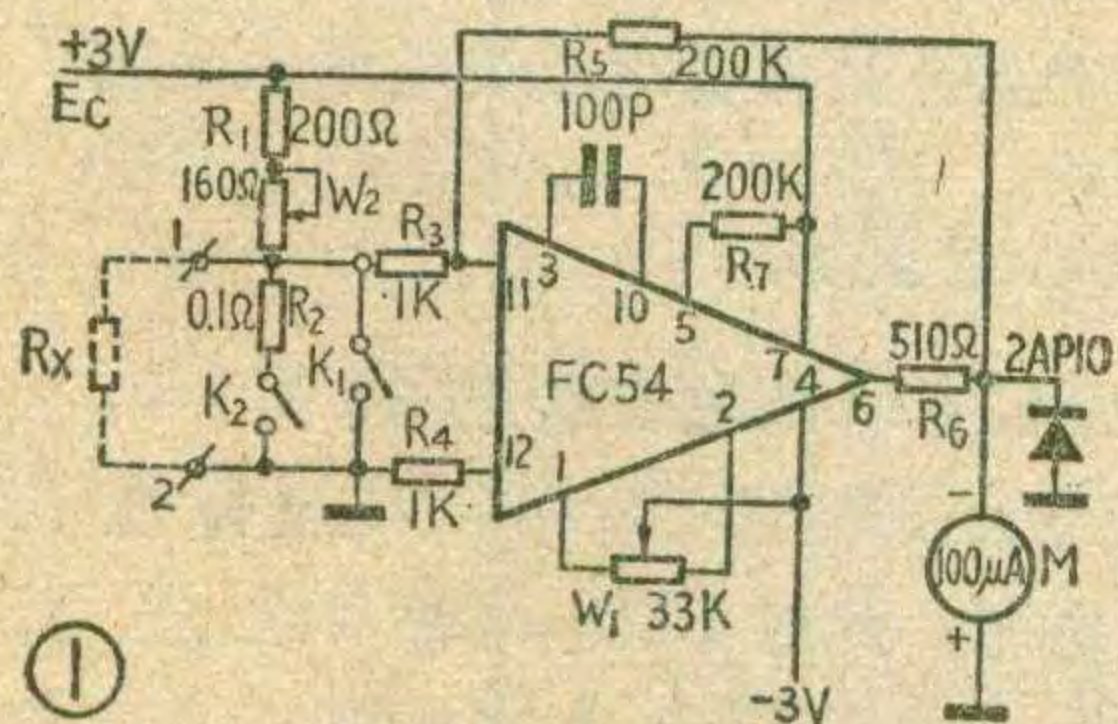 +3V
Ec
R₁ 200Ω
160Ω W₂
1
R₅ 200K
100P
200K
R₇
R₃
1K
11 3 10 5 7 4 6
FC54
0.1Ω R₂
K₁
K₂
Rx
2
R₄
1K
12 1 2
510Ω
R₆
2AP10
W₁ 33K
-3V
-
100μA M
+
①